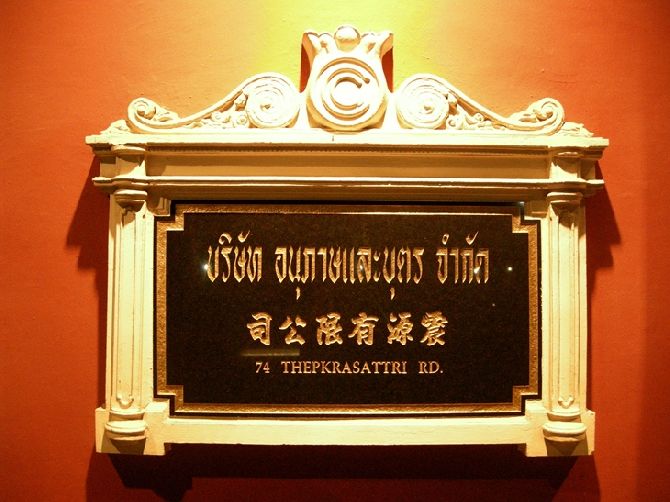 บริษัท อนุภาษและบุตร จำกัด
震源有限公司
74 THEPKRASATTRI RD.